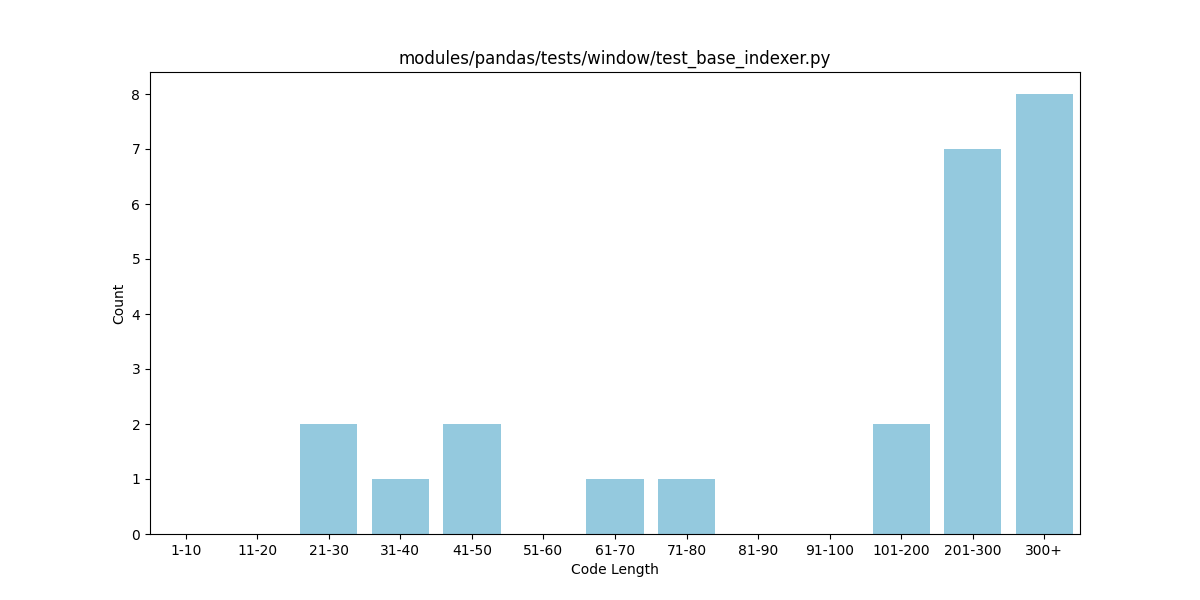 modules/pandas/tests/window/test_base_indexer.py
8
7
6
5
4
3
2
1
0
Count
1-10 11-20 21-30 31-40 41-50 51-60 61-70 71-80 81-90 91-100 101-200 201-300 300+
Code Length